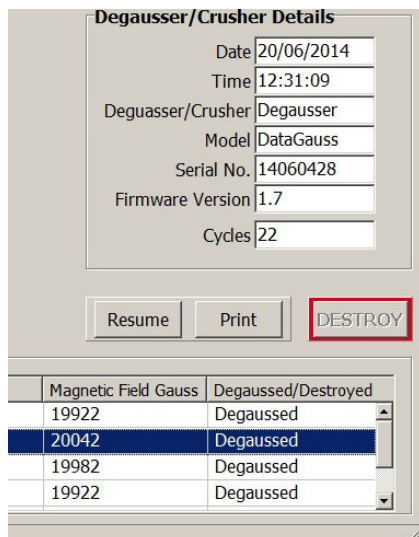 Degausser/Crusher Details
Date 20/06/2014
Time 12:31:09
Deguasser/Crusher Degausser
Model DataGauss
Serial No. 14060428
Firmware Version 1.7
Cycles 22
Resume Print DESTROY
Magnetic Field Gauss Degaussed/Destroyed
19922 Degaussed
20042 Degaussed
19982 Degaussed
19922 Degaussed